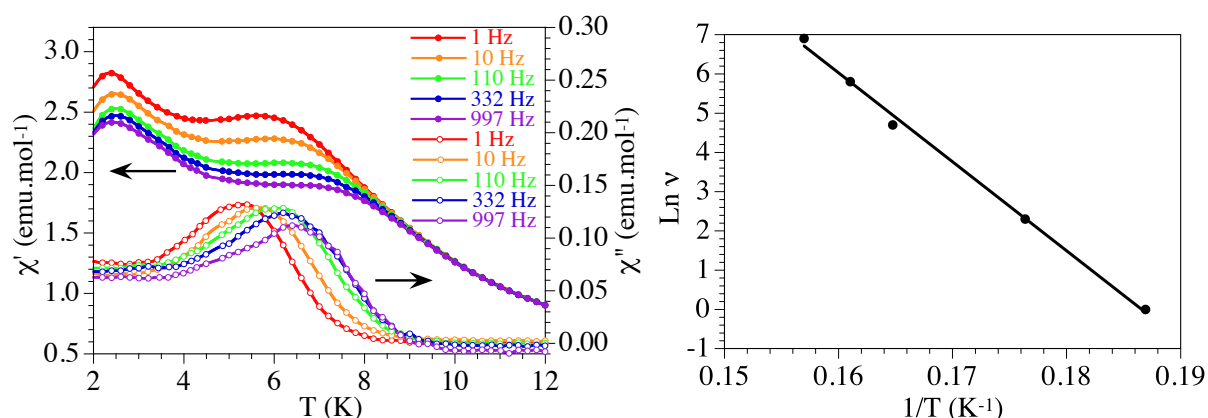 3.0
2.5
2.0
1.5
1.0
0.5
χ' (emu.mol-1)
2
4
6
8
10
12
T (K)
0.30
0.25
0.20
0.15
0.10
0.05
0.00
χ" (emu.mol-1)
1 Hz
10 Hz
110 Hz
332 Hz
997 Hz
1 Hz
10 Hz
110 Hz
332 Hz
997 Hz
7
6
5
4
3
2
1
0
-1
Ln ν
0.15
0.16
0.17
0.18
0.19
1/T (K-1)